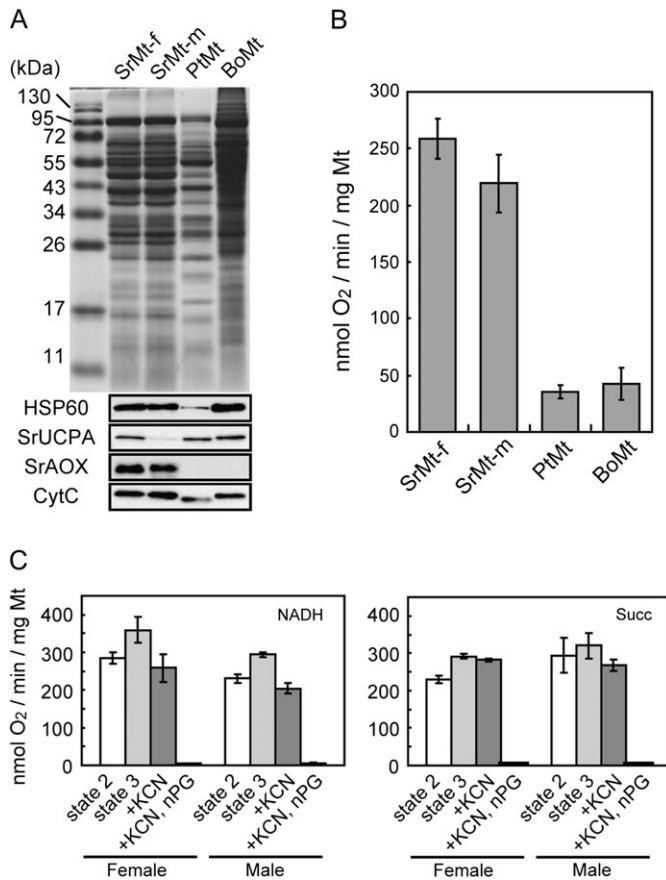 A
(kDa)
SrMt-f
SrMt-m
PtMt
BoMt
130
95
72
55
43
34
26
17
11
HSP60
SrUCPA
SrAOX
CytC
B
nmol O2 / min / mg Mt
300
250
200
150
100
50
0
SrMt-f
SrMt-m
PtMt
BoMt
C
nmol O2 / min / mg Mt
NADH
400
300
200
100
0
state 2
state 3
+KCN
+KCN, nPG
state 2
state 3
+KCN
+KCN, nPG
Female
Male
Succ
400
300
200
100
0
state 2
state 3
+KCN
+KCN, nPG
state 2
state 3
+KCN
+KCN, nPG
Female
Male